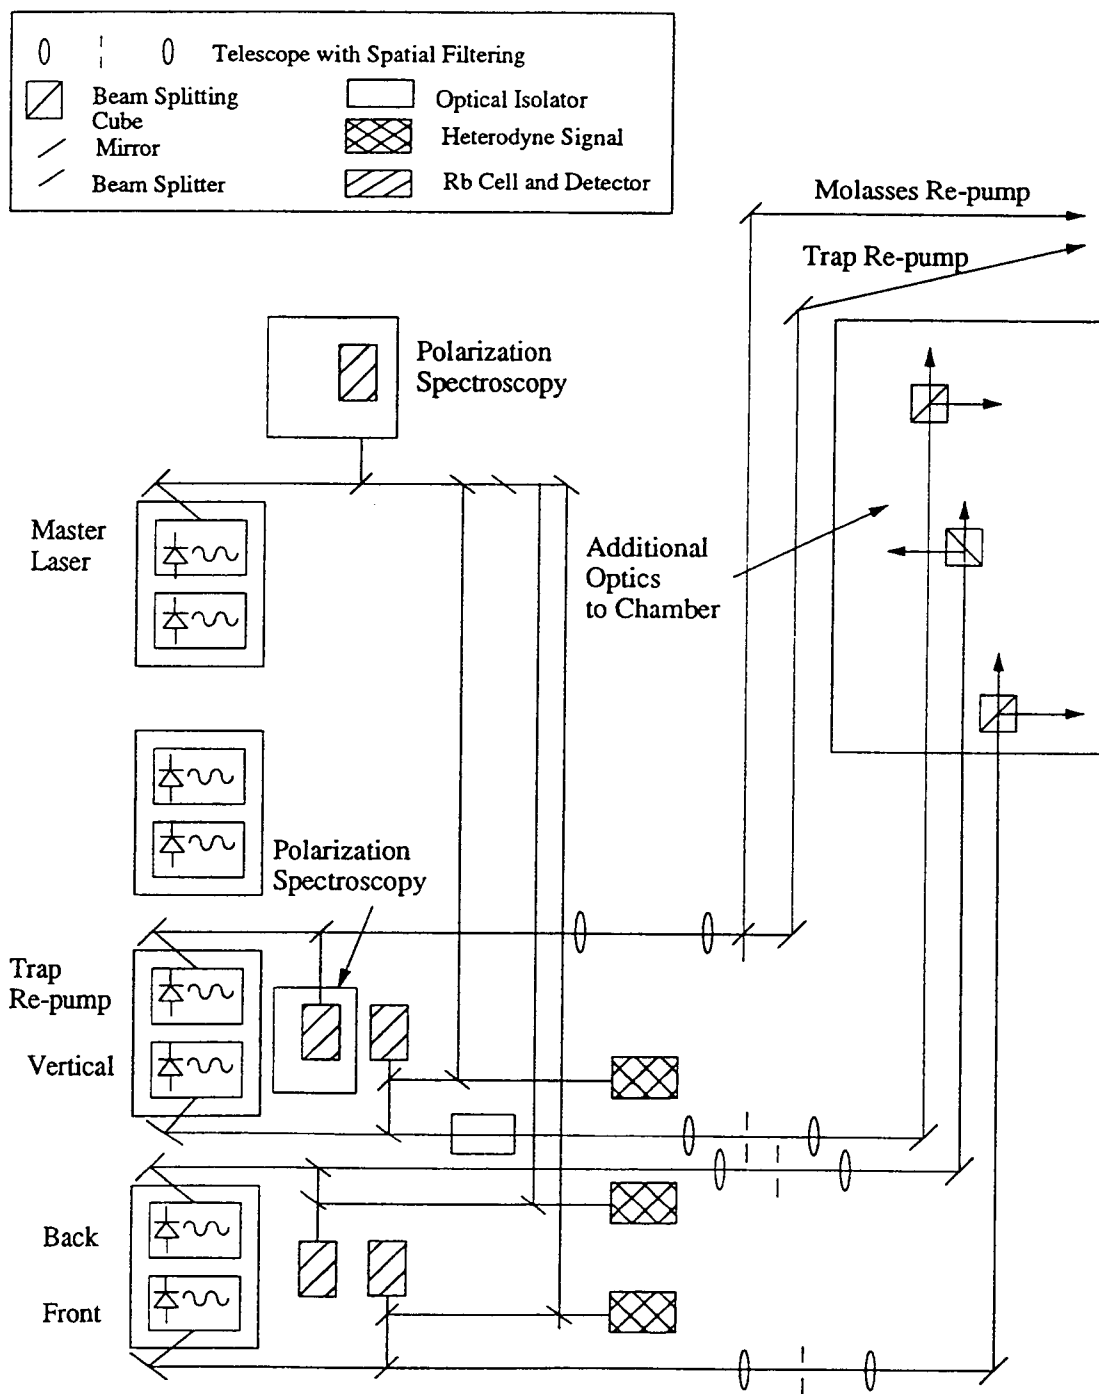 Telescope with Spatial Filtering
Beam Splitting
Cube
Mirror
Beam Splitter
Optical Isolator
Heterodyne Signal
Rb Cell and Detector
Molasses Re-pump
Trap Re-pump
Polarization
Spectroscopy
Master
Laser
Additional
Optics
to Chamber
Polarization
Spectroscopy
Trap
Re-pump
Vertical
Back
Front